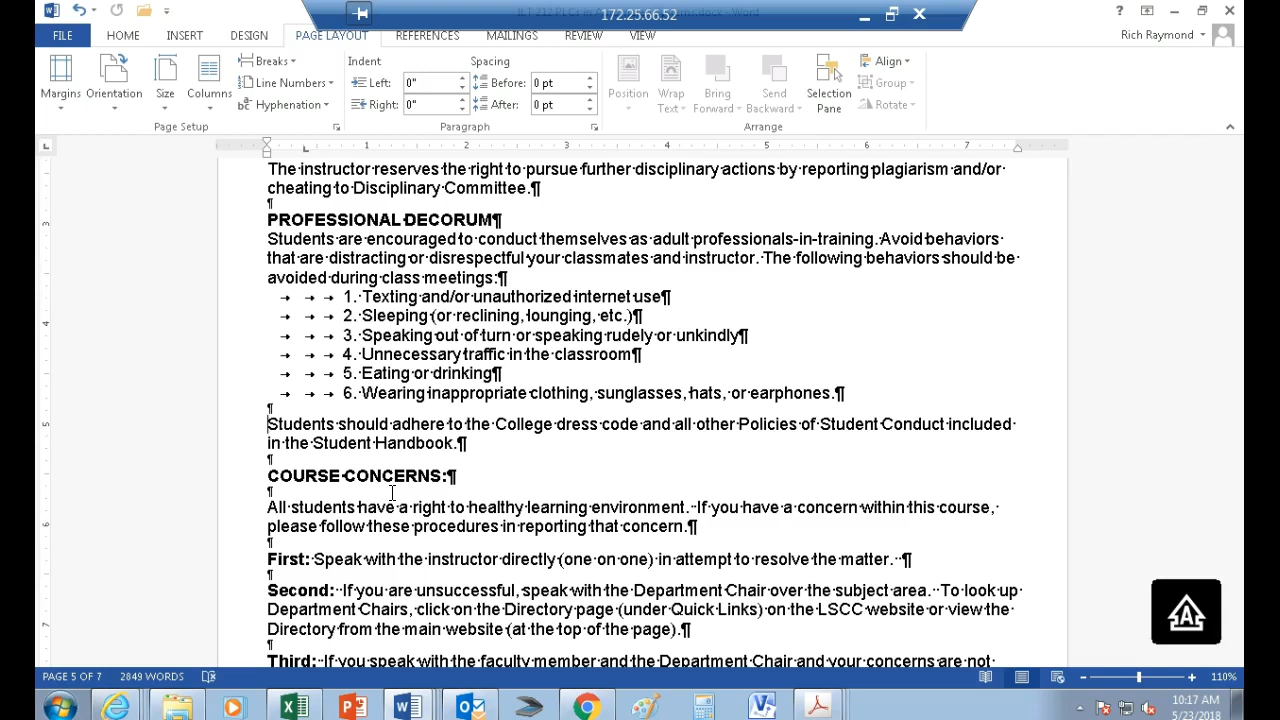 172.25.66.52
FILE HOME INSERT DESIGN PAGE LAYOUT REFERENCES MAILINGS REVIEW VIEW Rich Raymond
Indent Spacing
Breaks Align
Line Numbers Left: 0" Before: 0 pt Group
Margins Orientation Size Columns Position Wrap Text Bring Forward Send Backward Selection Pane
Hyphenation Right: 0" After: 0 pt Rotate
Page Setup Paragraph Arrange
1 2 3 4 5 6 7
The instructor reserves the right to pursue further disciplinary actions by reporting plagiarism and/or
cheating to Disciplinary Committee.¶
¶
PROFESSIONAL DECORUM¶
Students are encouraged to conduct themselves as adult professionals-in-training. Avoid behaviors
that are distracting or disrespectful your classmates and instructor. The following behaviors should be
avoided during class meetings:¶
→ → → 1. Texting and/or unauthorized internet use¶
→ → → 2. Sleeping (or reclining, lounging, etc.)¶
→ → → 3. Speaking out of turn or speaking rudely or unkindly¶
→ → → 4. Unnecessary traffic in the classroom¶
→ → → 5. Eating or drinking¶
→ → → 6. Wearing inappropriate clothing, sunglasses, hats, or earphones.¶
¶
Students should adhere to the College dress code and all other Policies of Student Conduct included
in the Student Handbook.¶
¶
COURSE CONCERNS:¶
¶
All students have a right to healthy learning environment. If you have a concern within this course,
please follow these procedures in reporting that concern.¶
¶
First: Speak with the instructor directly (one on one) in attempt to resolve the matter. ¶
¶
Second: If you are unsuccessful, speak with the Department Chair over the subject area. To look up
Department Chairs, click on the Directory page (under Quick Links) on the LSCC website or view the
Directory from the main website (at the top of the page).¶
¶
Third: If you speak with the faculty member and the Department Chair and your concerns are not
3
4
5
6
7
A
PAGE 5 OF 7 2849 WORDS 110%
10:17 AM
5/23/2018